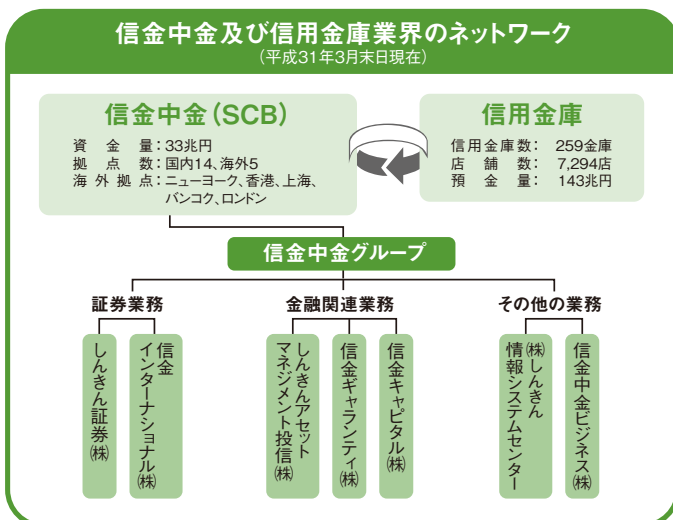 信金中金及び信用金庫業界のネットワーク
(平成31年3月末日現在)
信金中金(SCB)
資金量:33兆円
拠点数:国内14、海外5
海外拠点:ニューヨーク、香港、上海、
バンコク、ロンドン
信用金庫
信用金庫数: 259金庫
店舗数: 7,294店
預金量: 143兆円
信金中金グループ
証券業務
しんきん証券㈱
信金
インターナショナル㈱
金融関連業務
しんきんアセット
マネジメント投信㈱
信金ギャランティ㈱
信金キャピタル㈱
その他の業務
㈱しんきん
情報システムセンター
信金中金ビジネス㈱